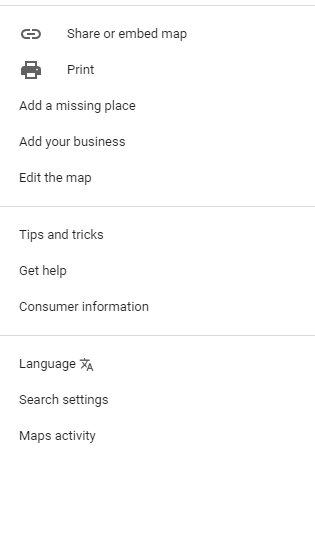 Share or embed map
Print
Add a missing place
Add your business
Edit the map
Tips and tricks
Get help
Consumer information
Language
Search settings
Maps activity